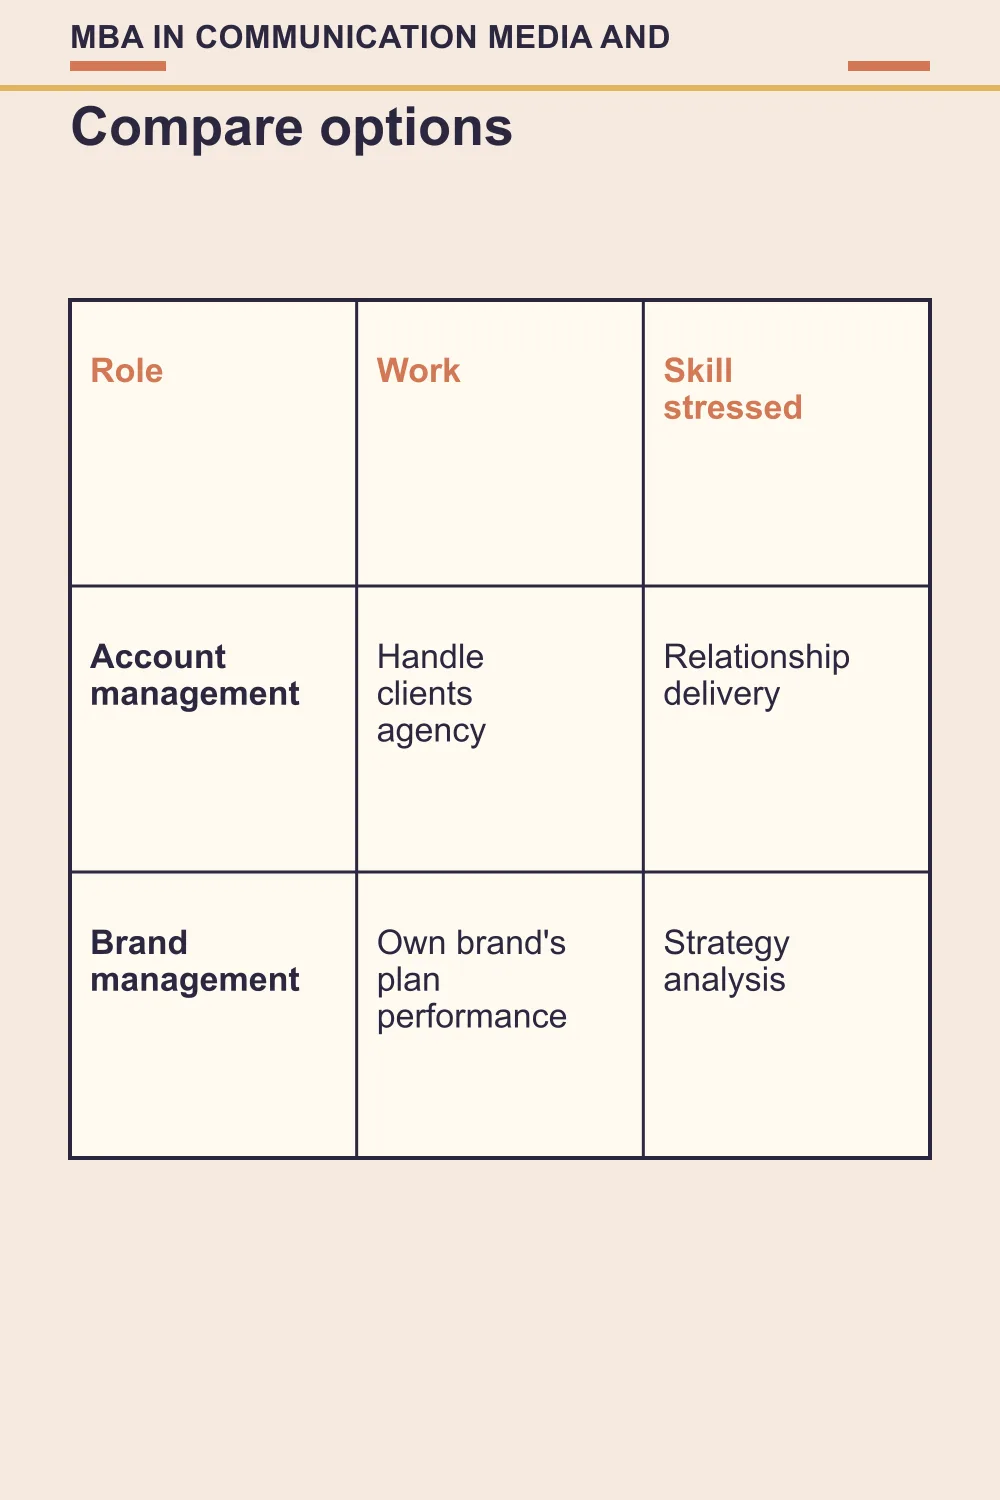 MBA IN COMMUNICATION MEDIA AND
Compare options
Role
Work
Skill
stressed
Account
management
Handle
clients
agency
Relationship
delivery
Brand
management
Own brand's
plan
performance
Strategy
analysis